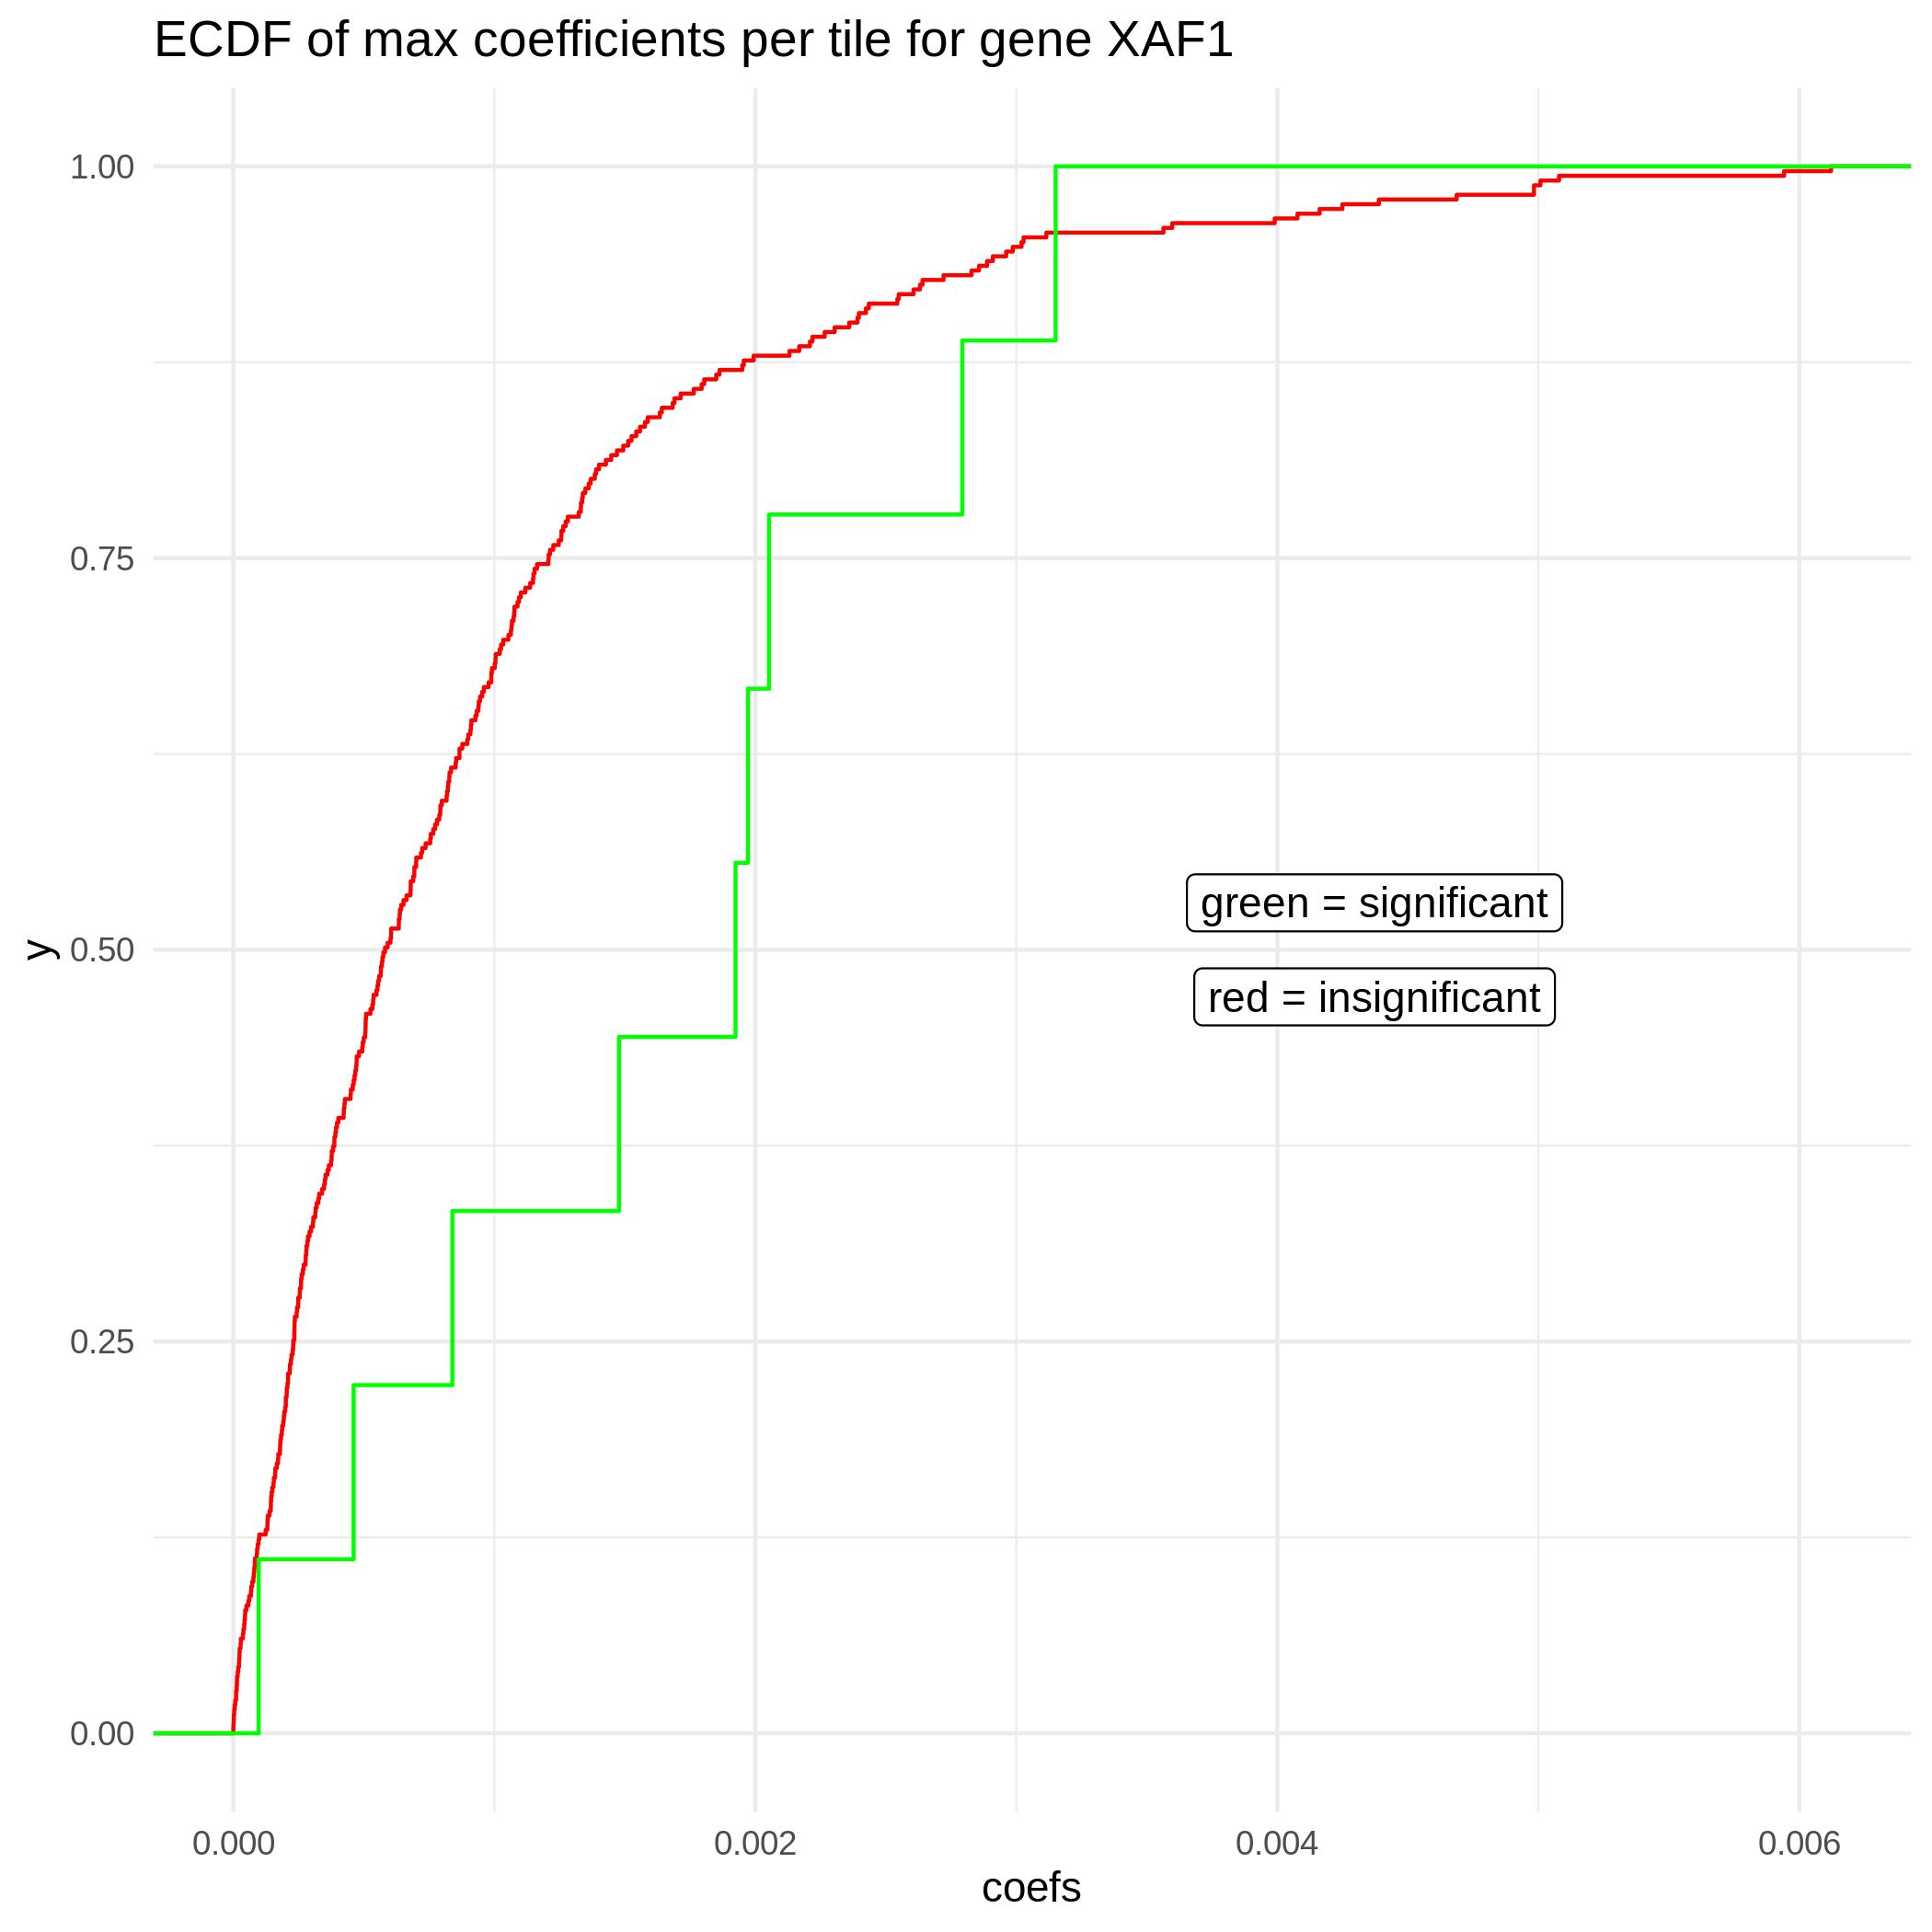 ECDF of max coefficients per tile for gene XAF1
1.00
0.75
0.50
0.25
0.00
y
green = significant
red = insignificant
0.000 0.002 0.004 0.006
coefs